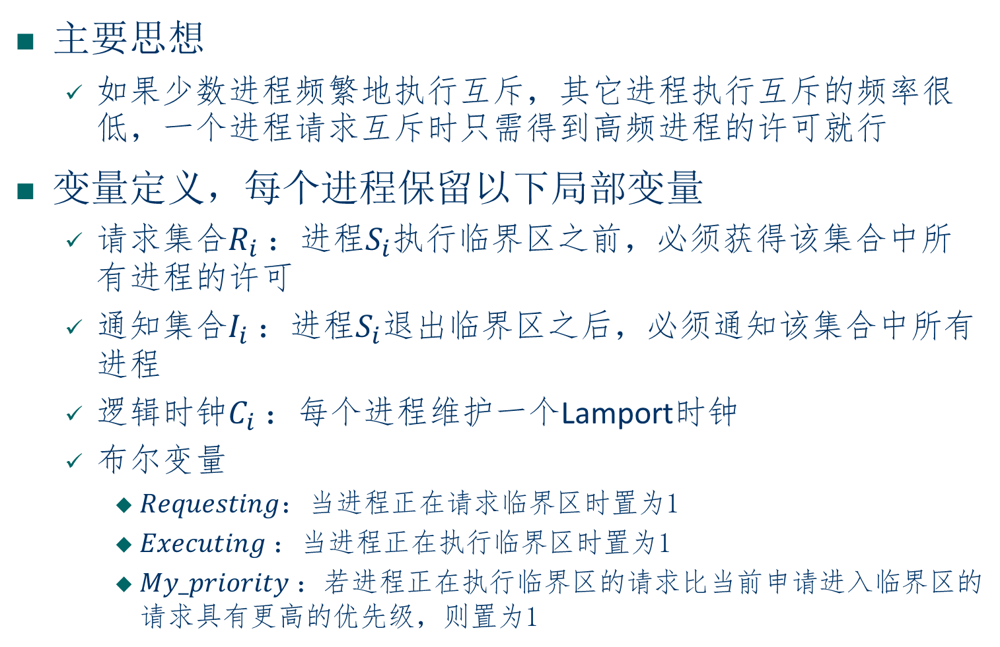 主要思想
如果少数进程频繁地执行互斥，其它进程执行互斥的频率很
低，一个进程请求互斥时只需得到高频进程的许可就行
变量定义，每个进程保留以下局部变量
请求集合Rᵢ：进程Sᵢ执行临界区之前，必须获得该集合中所
有进程的许可
通知集合Iᵢ：进程Sᵢ退出临界区之后，必须通知该集合中所有
进程
逻辑时钟Cᵢ：每个进程维护一个Lamport时钟
布尔变量
Requesting：当进程正在请求临界区时置为1
Executing：当进程正在执行临界区时置为1
My_priority：若进程正在执行临界区的请求比当前申请进入临界区的
请求具有更高的优先级，则置为1